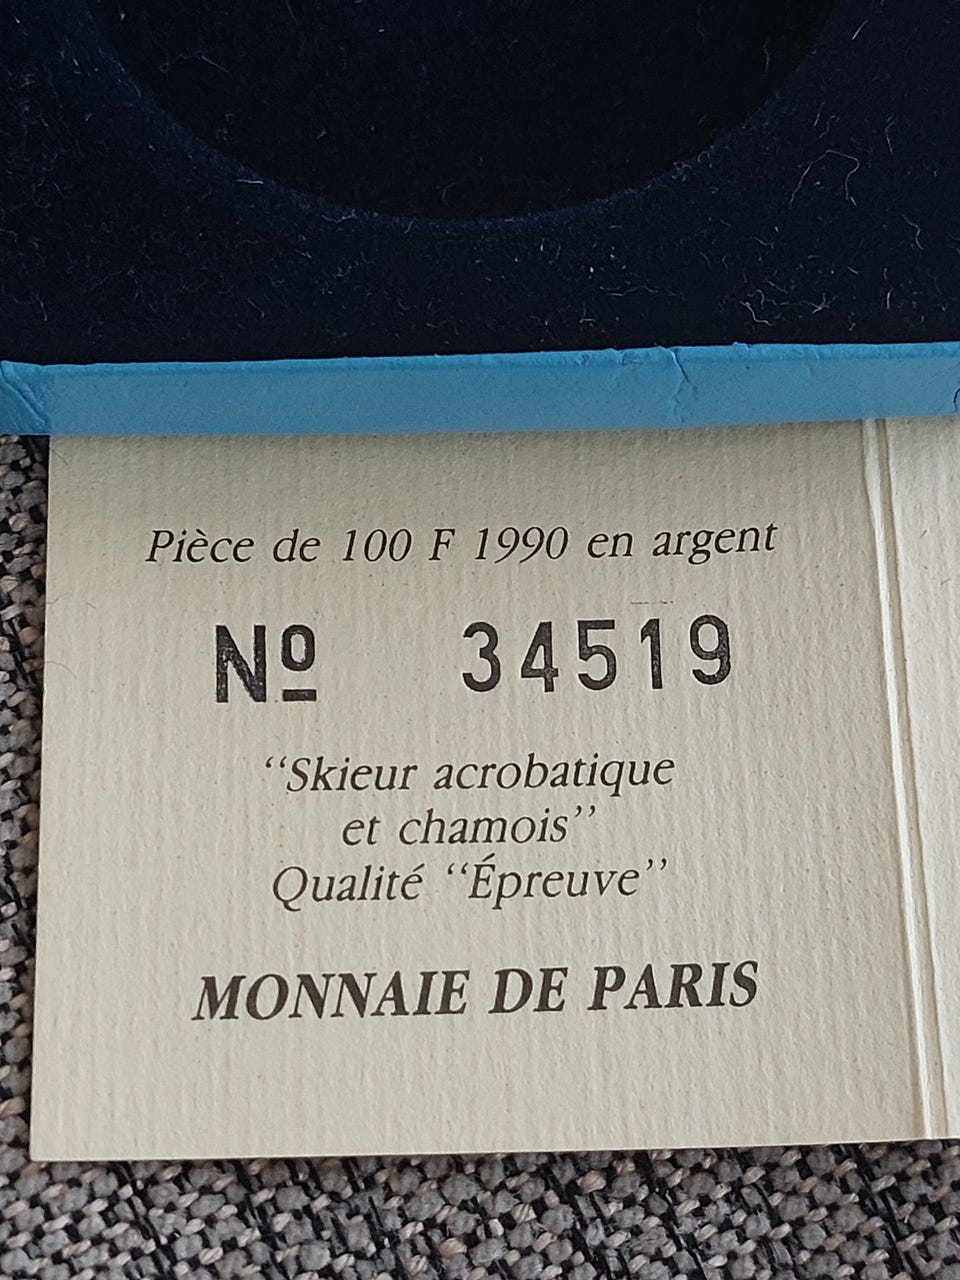 Pièce de 100 F 1990 en argent
Nº 34519
‘‘Skieur acrobatique
et chamois’’
Qualité ‘‘Épreuve’’
MONNAIE DE PARIS